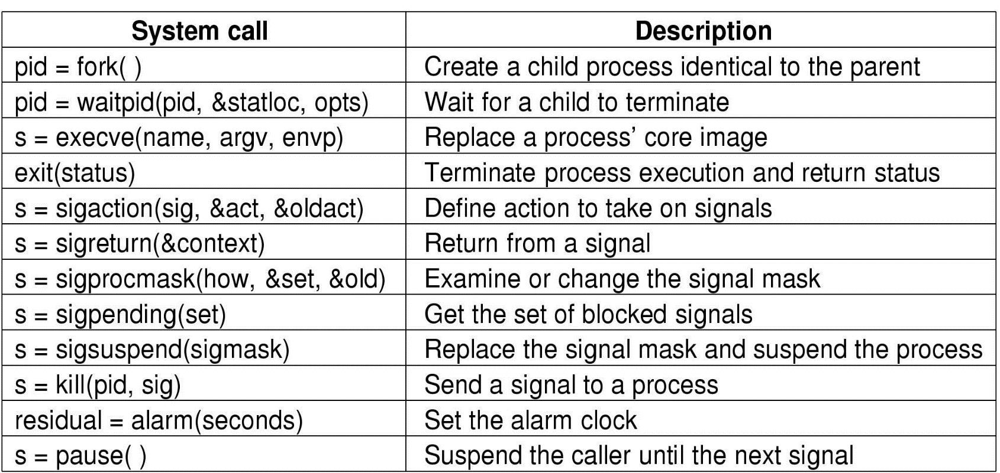 System call Description
pid = fork( ) Create a child process identical to the parent
pid = waitpid(pid, &statloc, opts) Wait for a child to terminate
s = execve(name, argv, envp) Replace a process’ core image
exit(status) Terminate process execution and return status
s = sigaction(sig, &act, &oldact) Define action to take on signals
s = sigreturn(&context) Return from a signal
s = sigprocmask(how, &set, &old) Examine or change the signal mask
s = sigpending(set) Get the set of blocked signals
s = sigsuspend(sigmask) Replace the signal mask and suspend the process
s = kill(pid, sig) Send a signal to a process
residual = alarm(seconds) Set the alarm clock
s = pause( ) Suspend the caller until the next signal